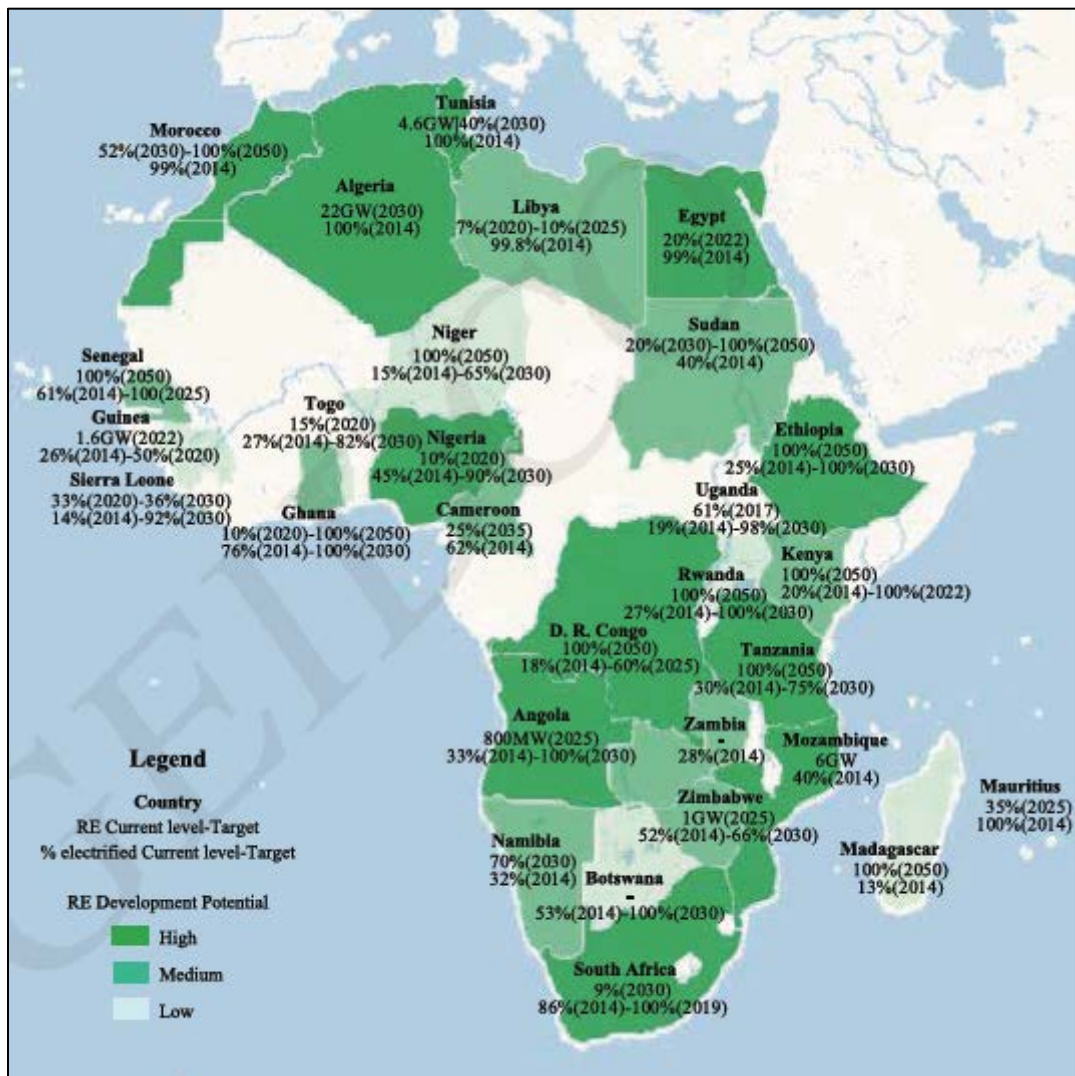 Tunisia
4.6GW|40%(2030)
100%(2014)
Morocco
52%(2030)-100%(2050)
99%(2014)
Algeria
22GW(2030)
100%(2014)
Libya
7%(2020)-10%(2025)
99.8%(2014)
Egypt
20%(2022)
99%(2014)
Niger
100%(2050)
15%(2014)-65%(2030)
Sudan
20%(2030)-100%(2050)
40%(2014)
Senegal
100%(2050)
61%(2014)-100(2025)
Guinea
1.6GW(2022)
26%(2014)-50%(2020)
Sierra Leone
33%(2020)-36%(2030)
14%(2014)-92%(2030)
Togo
15%(2020)
27%(2014)-82%(2030)
Nigeria
10%(2020)
45%(2014)-90%(2030)
Ghana
10%(2020)-100%(2050)
76%(2014)-100%(2030)
Cameroon
25%(2035)
62%(2014)
Ethiopia
100%(2050)
25%(2014)-100%(2030)
Uganda
61%(2017)
19%(2014)-98%(2030)
Kenya
100%(2050)
20%(2014)-100%(2022)
Rwanda
100%(2050)
27%(2014)-100%(2030)
D. R. Congo
100%(2050)
18%(2014)-60%(2025)
Tanzania
100%(2050)
30%(2014)-75%(2030)
Angola
800MW(2025)
33%(2014)-100%(2030)
Zambia
-
28%(2014)
Mozambique
6GW
40%(2014)
Zimbabwe
1GW(2025)
52%(2014)-66%(2030)
Mauritius
35%(2025)
100%(2014)
Madagascar
100%(2050)
13%(2014)
Namibia
70%(2030)
32%(2014)
Botswana
-
53%(2014)-100%(2030)
South Africa
9%(2030)
86%(2014)-100%(2019)
Legend
Country
RE Current level-Target
% electrified Current level-Target
RE Development Potential
High
Medium
Low
GEIDCO